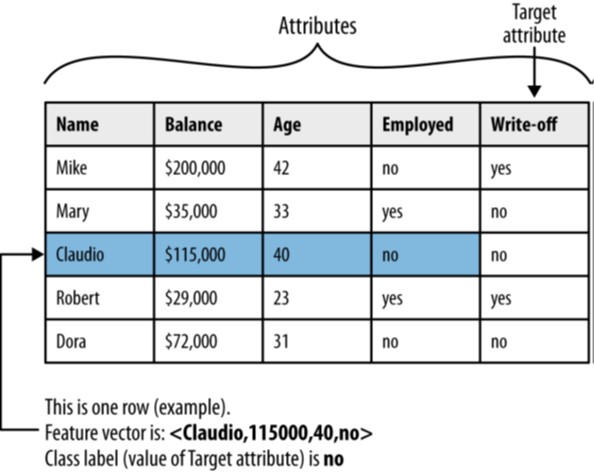 Attributes
Target
attribute
Name Balance Age Employed Write-off
Mike $200,000 42 no yes
Mary $35,000 33 yes no
Claudio $115,000 40 no no
Robert $29,000 23 yes yes
Dora $72,000 31 no no
This is one row (example).
Feature vector is: <Claudio,115000,40,no>
Class label (value of Target attribute) is no